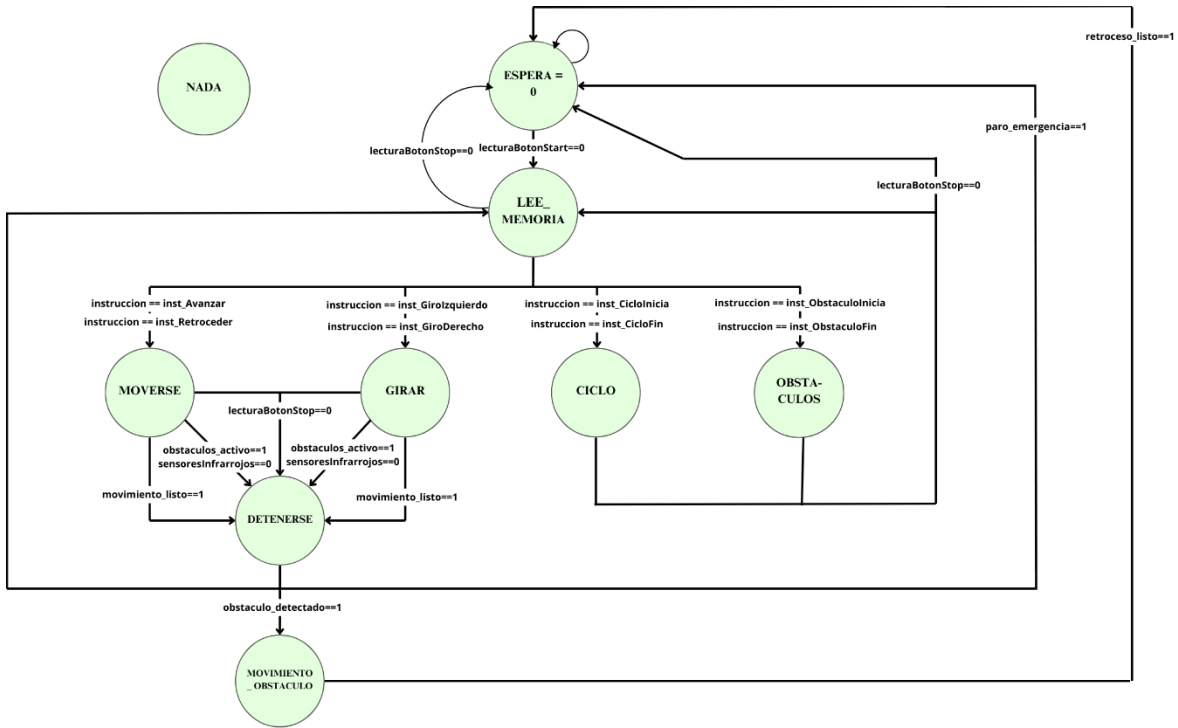 retroceso_listo==1
ESPERA =
0
NADA
paro_emergencia==1
lecturaBotonStop==0
lecturaBotonStart==0
lecturaBotonStop==0
LEE_
MEMORIA
instruccion == inst_Avanzar
instruccion == inst_Retroceder
instruccion == inst_GiroIzquierdo
instruccion == inst_GiroDerecho
instruccion == inst_CicloInicia
instruccion == inst_CicloFin
instruccion == inst_ObstaculoInicia
instruccion == inst_ObstaculoFin
MOVERSE
GIRAR
CICLO
OBSTA-
CULOS
lecturaBotonStop==0
obstaculos_activo==1
sensoresInfrarrojos==0
obstaculos_activo==1
sensoresInfrarrojos==0
movimiento_listo==1
movimiento_listo==1
DETENERSE
obstaculo_detectado==1
MOVIMIENTO
_ OBSTACULO